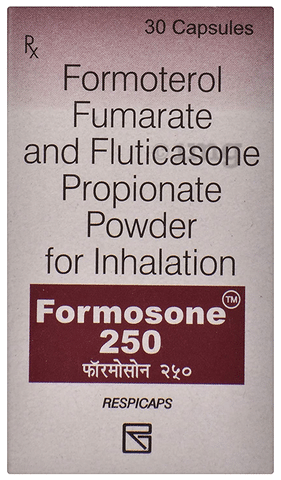 30 Capsules
Rx
Formoterol
Fumarate
and Fluticasone
Propionate
Powder
for Inhalation
Formosone™
250
फॉरमोसोन २५०
RESPICAPS